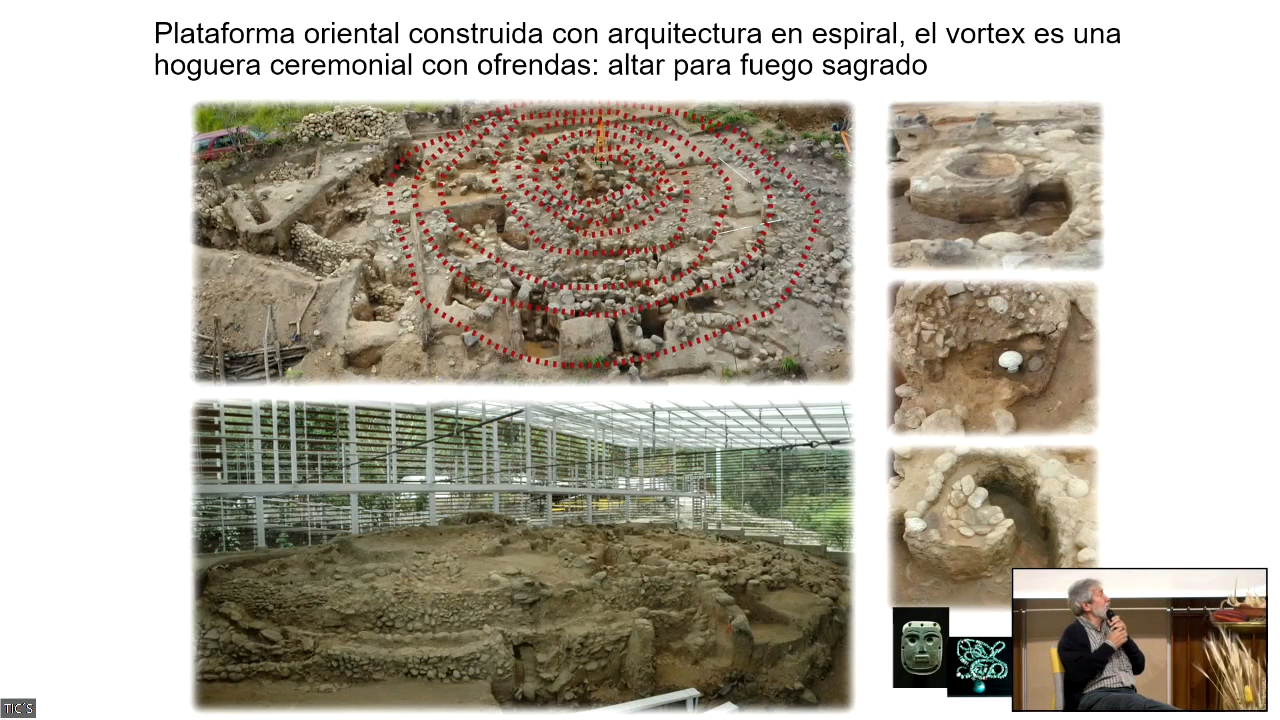 Plataforma oriental construida con arquitectura en espiral, el vortex es una
hoguera ceremonial con ofrendas: altar para fuego sagrado
TIC´S